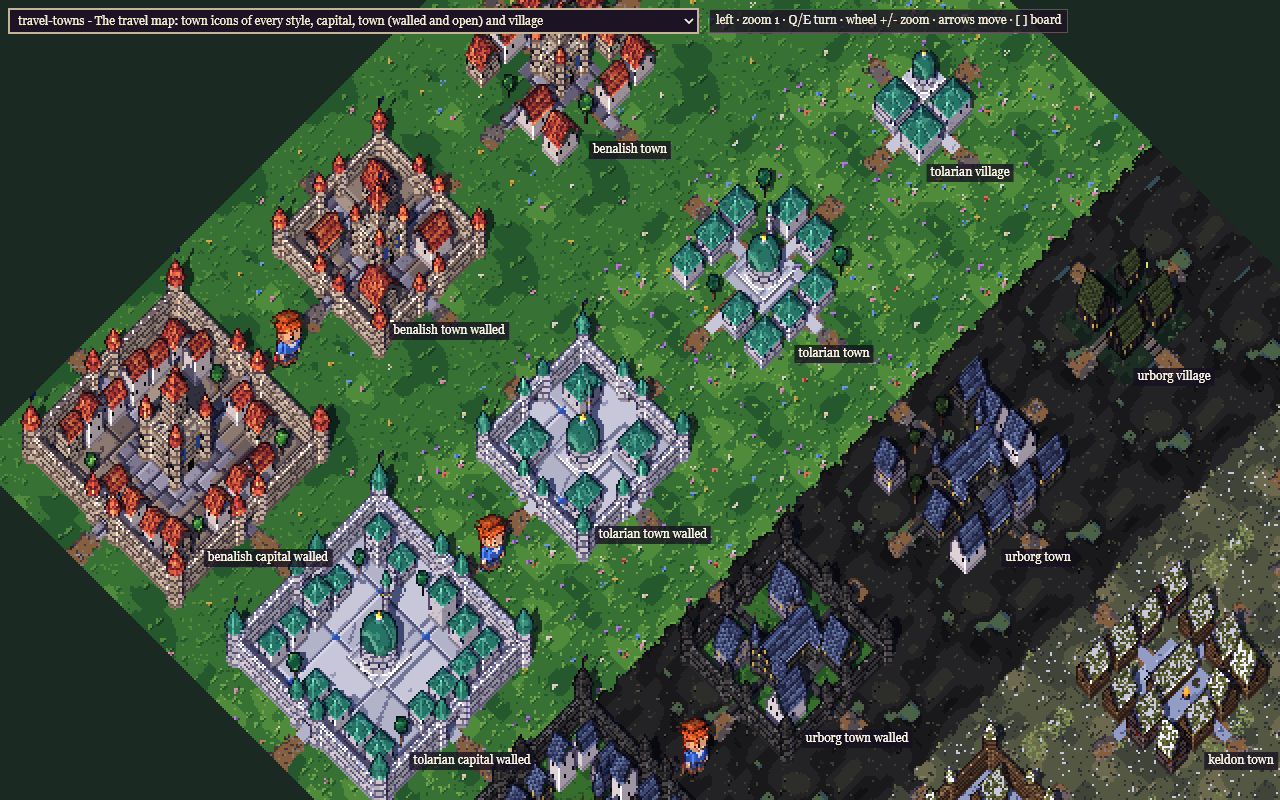 travel-towns - The travel map: town icons of every style, capital, town (walled and open) and village
left · zoom 1 · Q/E turn · wheel +/- zoom · arrows move · [ ] board
benalish town
tolarian village
benalish town walled
tolarian town
urborg village
tolarian town walled
benalish capital walled
urborg town
urborg town walled
tolarian capital walled
keldon town